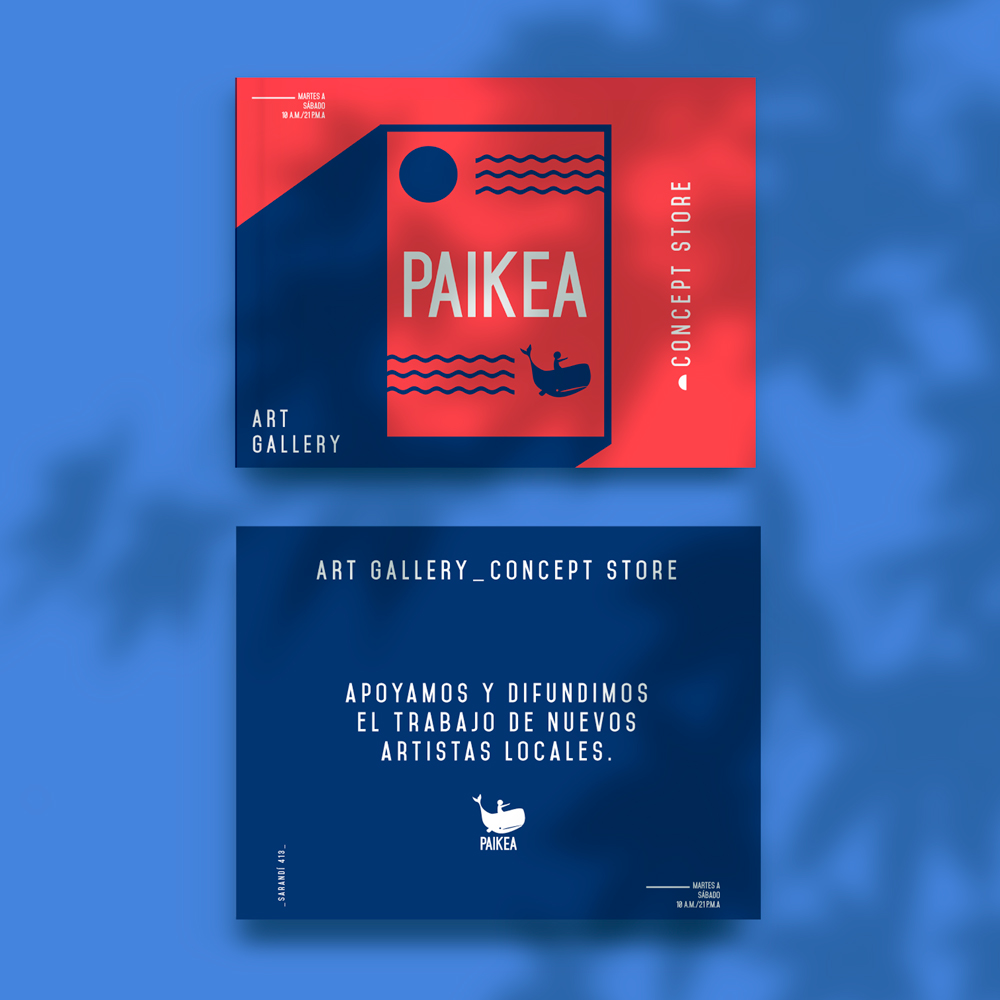 MARTES A
SÁBADO
10 A.M./21 P.M.A
PAIKEA
CONCEPT STORE
ART
GALLERY
ART GALLERY_CONCEPT STORE
APOYAMOS Y DIFUNDIMOS
EL TRABAJO DE NUEVOS
ARTISTAS LOCALES.
PAIKEA
_SARANDÍ 413_
MARTES A
SÁBADO
10 A.M./21 P.M.A